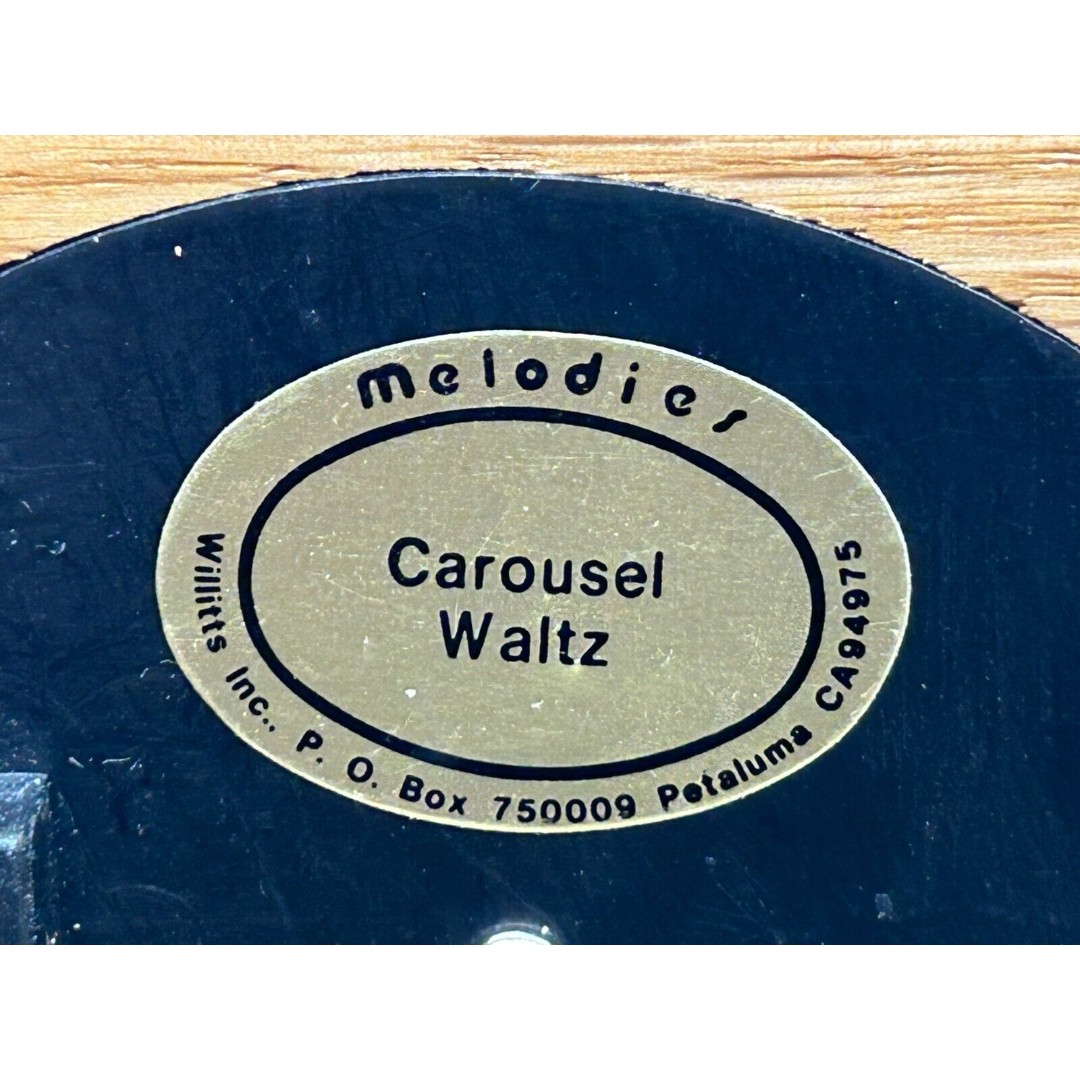 melodies
Carousel
Waltz
Willitts Inc., P. O. Box 750009 Petaluma CA94975